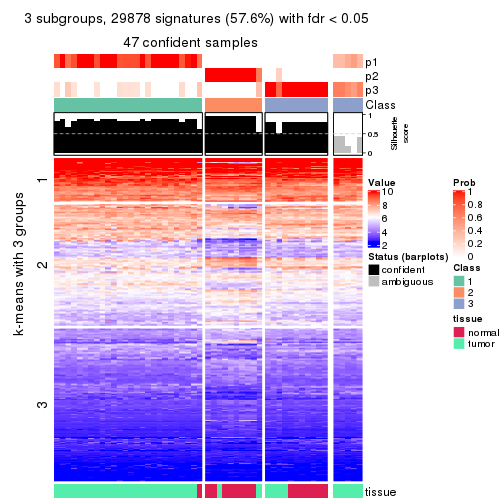 3 subgroups, 29878 signatures (57.6%) with fdr < 0.05
47 confident samples
p1
p2
p3
Class
1
0.5
0
Silhouette
score
k-means with 3 groups
1
2
3
Value
10
8
6
4
2
Status (barplots)
confident
ambiguous
Prob
1
0.8
0.6
0.4
0.2
0
Class
1
2
3
tissue
normal
tumor
tissue